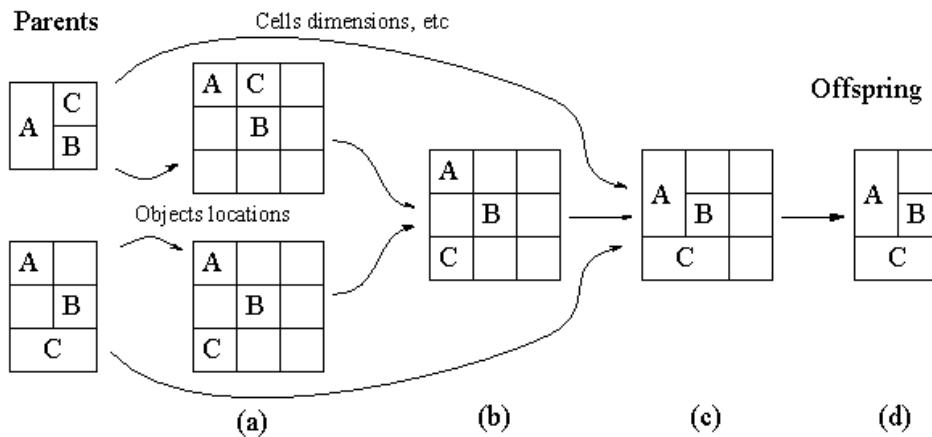 Parents
Cells dimensions, etc
Offspring
A
C
B
A C
B
A
B
C
A
B
C
A
B
C
Objects locations
A
B
C
A
B
C
(a)
(b)
(c)
(d)